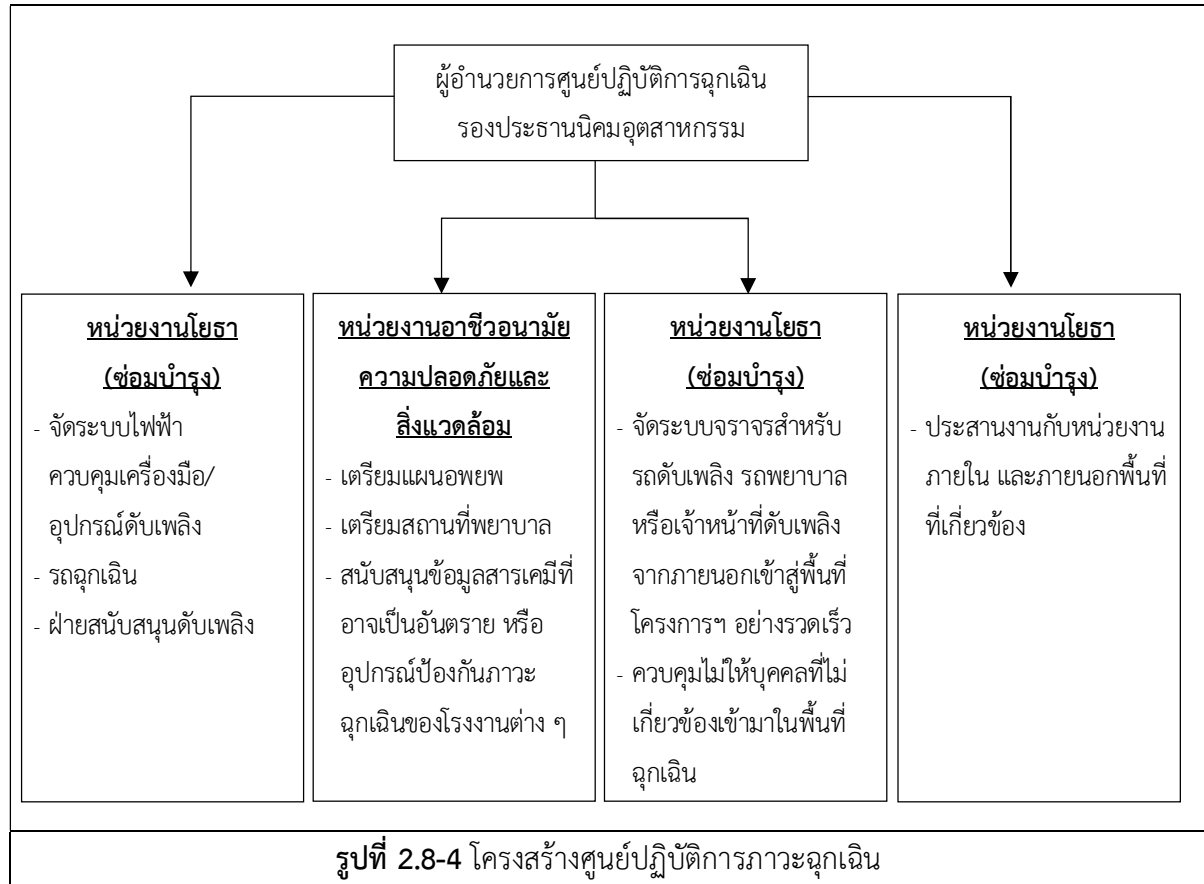 ผู้อำนวยการศูนย์ปฏิบัติการฉุกเฉิน
รองประธานนิคมอุตสาหกรรม
หน่วยงานโยธา
(ซ่อมบำรุง)
- จัดระบบไฟฟ้า
ควบคุมเครื่องมือ/
อุปกรณ์ดับเพลิง
- รถฉุกเฉิน
- ฝ่ายสนับสนุนดับเพลิง
หน่วยงานอาชีวอนามัย
ความปลอดภัยและ
สิ่งแวดล้อม
- เตรียมแผนอพยพ
- เตรียมสถานที่พยาบาล
- สนับสนุนข้อมูลสารเคมีที่
อาจเป็นอันตราย หรือ
อุปกรณ์ป้องกันภาวะ
ฉุกเฉินของโรงงานต่าง ๆ
หน่วยงานโยธา
(ซ่อมบำรุง)
- จัดระบบจราจรสำหรับ
รถดับเพลิง รถพยาบาล
หรือเจ้าหน้าที่ดับเพลิง
จากภายนอกเข้าสู่พื้นที่
โครงการฯ อย่างรวดเร็ว
- ควบคุมไม่ให้บุคคลที่ไม่
เกี่ยวข้องเข้ามาในพื้นที่
ฉุกเฉิน
หน่วยงานโยธา
(ซ่อมบำรุง)
- ประสานงานกับหน่วยงาน
ภายใน และภายนอกพื้นที่
ที่เกี่ยวข้อง
รูปที่ 2.8-4 โครงสร้างศูนย์ปฏิบัติการภาวะฉุกเฉิน